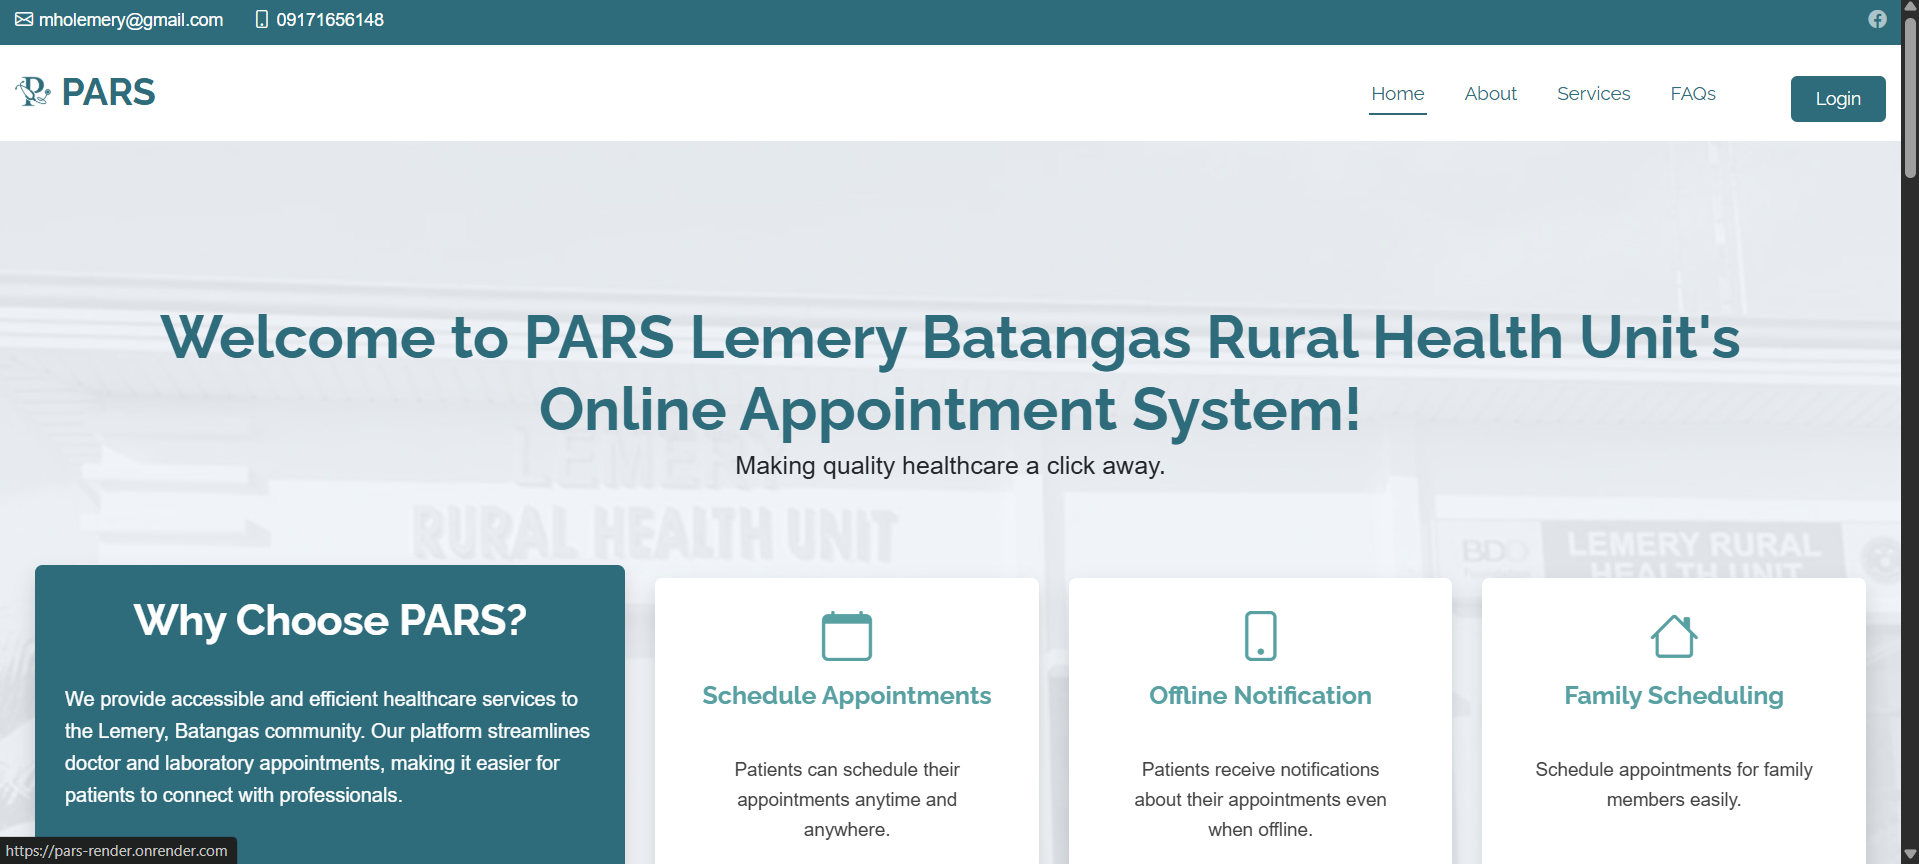 mholemery@gmail.com 09171656148
PARS
Home About Services FAQs Login
Welcome to PARS Lemery Batangas Rural Health Unit's
Online Appointment System!
Making quality healthcare a click away.
LEMERY
RURAL HEALTH UNIT
BDO
LEMERY RURAL
HEALTH UNIT
Why Choose PARS?
We provide accessible and efficient healthcare services to
the Lemery, Batangas community. Our platform streamlines
doctor and laboratory appointments, making it easier for
patients to connect with professionals.
Schedule Appointments
Patients can schedule their
appointments anytime and
anywhere.
Offline Notification
Patients receive notifications
about their appointments even
when offline.
Family Scheduling
Schedule appointments for family
members easily.
https://pars-render.onrender.com